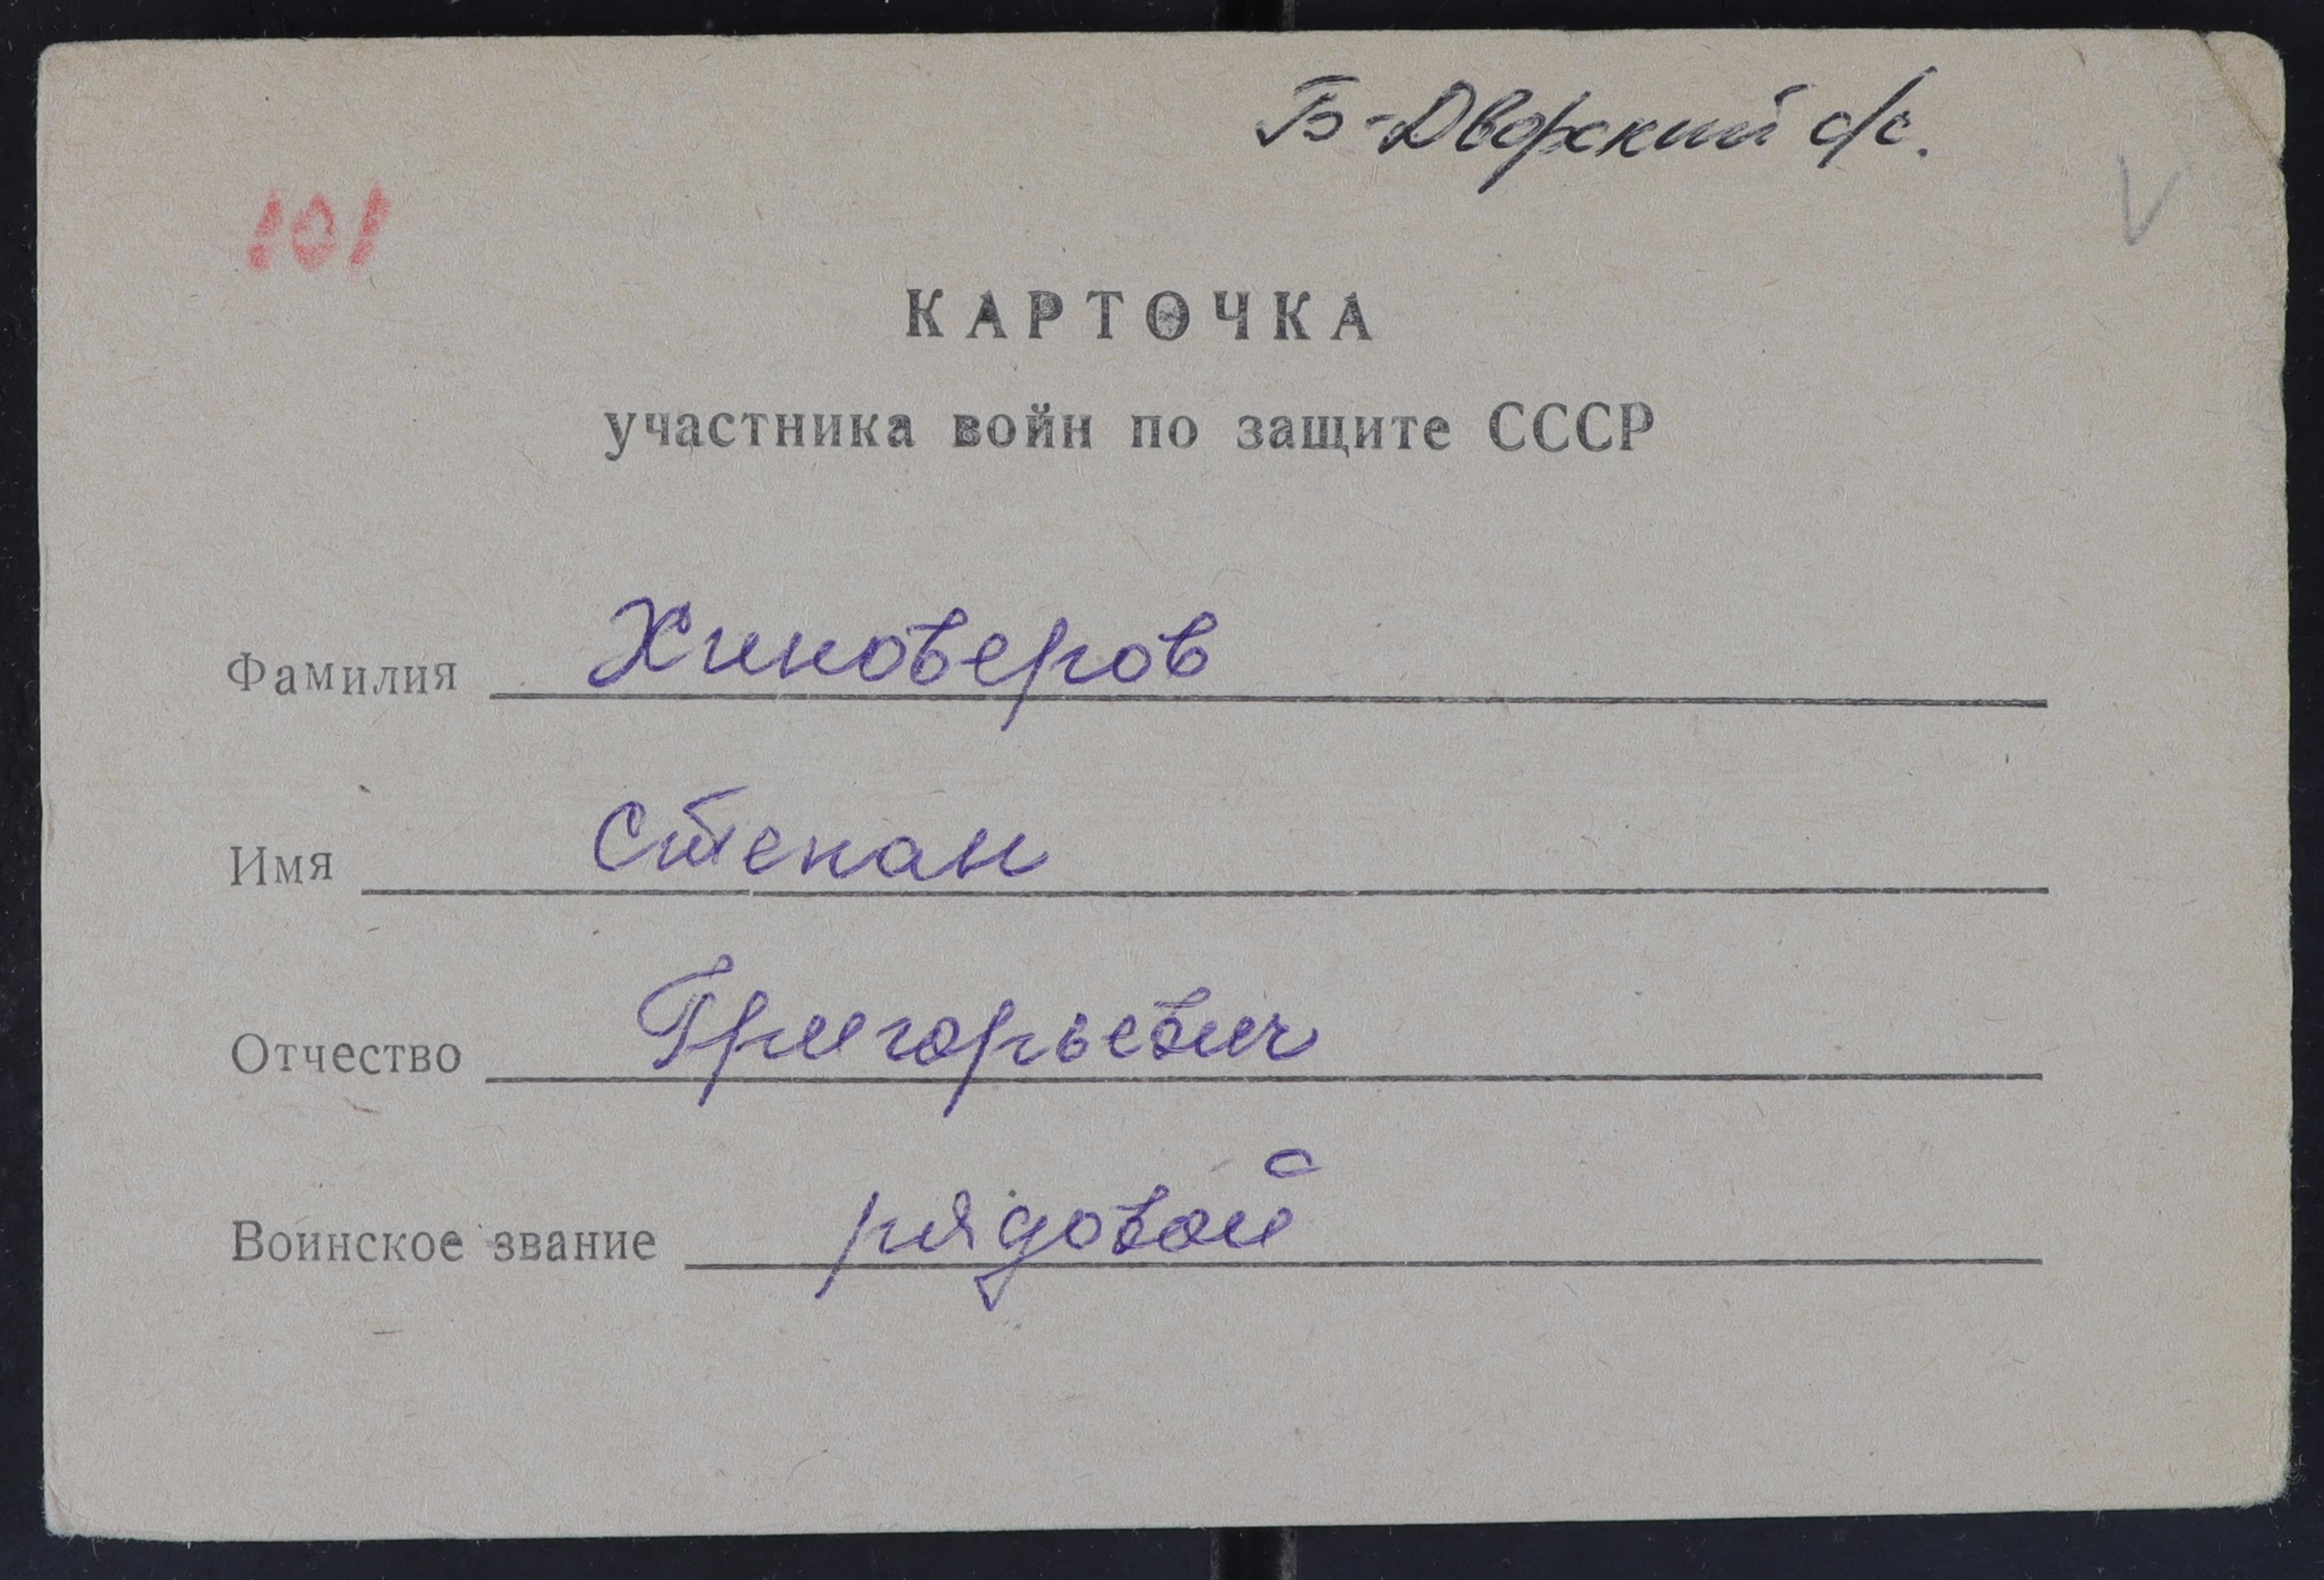 Б-Дворский с/с.
101
КАРТОЧКА
участника войн по защите СССР
Фамилия Хиноверов
Имя Степан
Отчество Григорьевич
Воинское звание рядовой